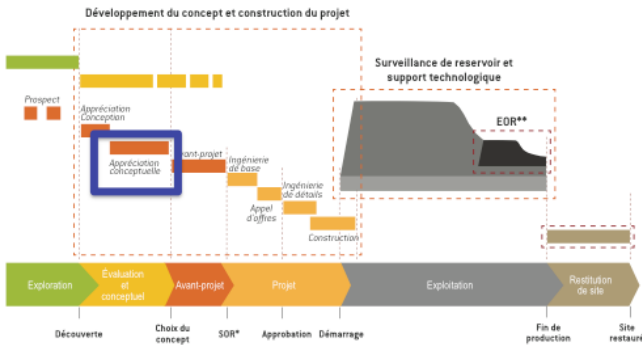 Développement du concept et construction du projet
Surveillance de reservoir et
support technologique
Prospect
Appréciation
Conception
EOR**
Appréciation
conceptuelle
vant-projet
Ingénierie
de base
Ingénierie
de détails
Appel
d'offres
Construction
Exploration
Évaluation
et
conceptuel
Avant-projet
Projet
Exploitation
Restitution
de site
Découverte
Choix du
concept
SOR*
Approbation
Démarrage
Fin de
production
Site
restauré